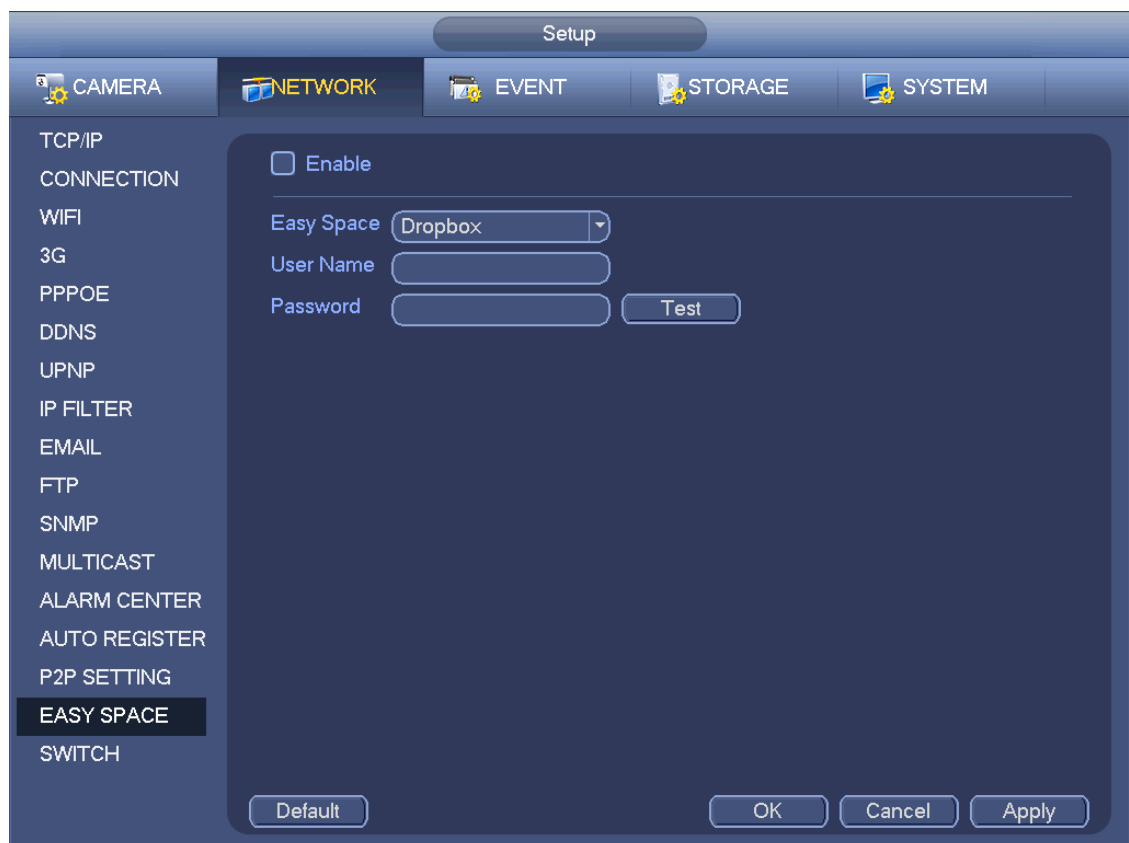 Setup
CAMERA NETWORK EVENT STORAGE SYSTEM
TCP/IP
CONNECTION
WIFI
3G
PPPOE
DDNS
UPNP
IP FILTER
EMAIL
FTP
SNMP
MULTICAST
ALARM CENTER
AUTO REGISTER
P2P SETTING
EASY SPACE
SWITCH
Enable
Easy Space Dropbox
User Name
Password Test
Default OK Cancel Apply